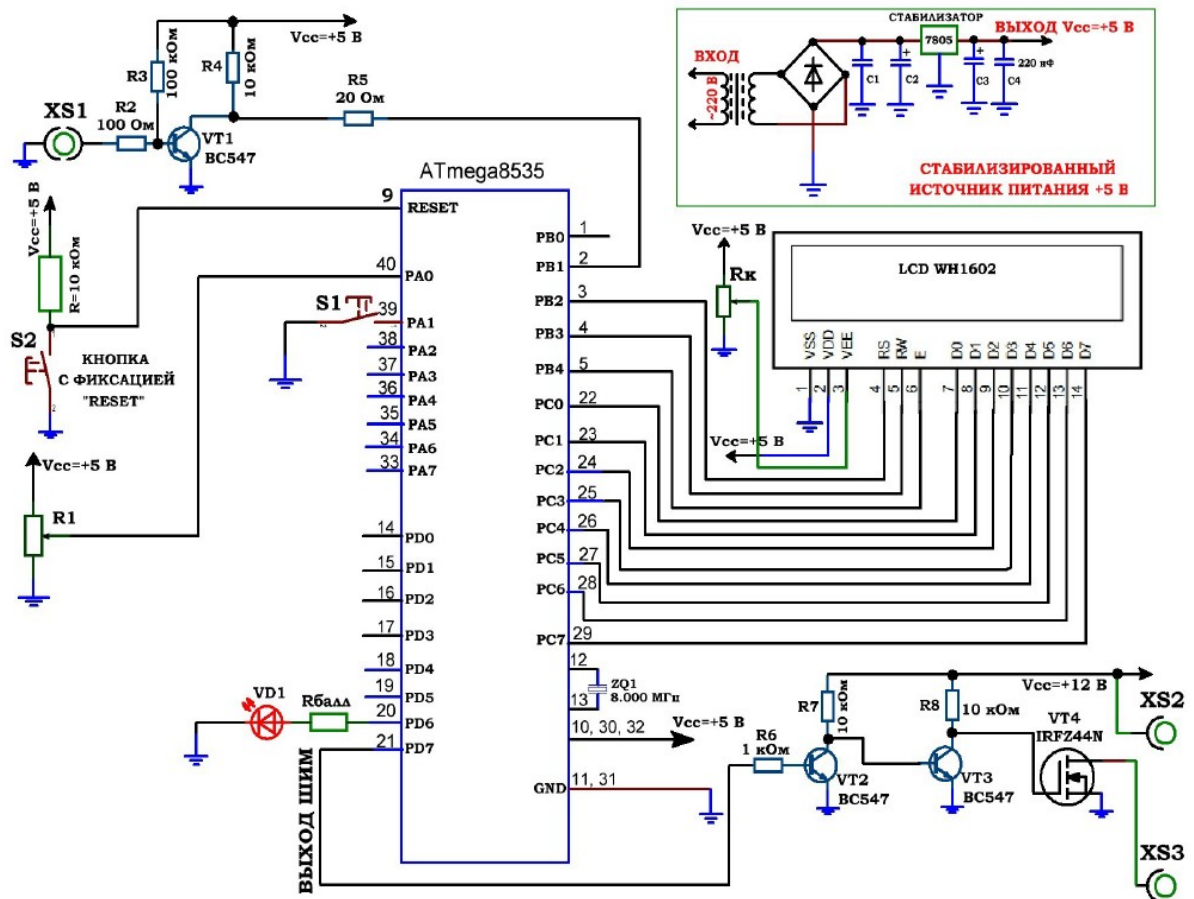 Vcc=+5 В
R3
100 кОм
R4
10 кОм
R5
20 Ом
XS1
R2
100 Ом
VT1
BC547
СТАБИЛИЗАТОР
7805
ВЫХОД Vcc=+5 В
ВХОД
~220 В
C1
C2
C3
220 нФ
C4
СТАБИЛИЗИРОВАННЫЙ
ИСТОЧНИК ПИТАНИЯ +5 В
ATmega8535
9
RESET
Vcc=+5 В
R=10 кОм
S2
КНОПКА
С ФИКСАЦИЕЙ
"RESET"
Vcc=+5 В
R1
40
PA0
S1
39
PA1
38
PA2
37
PA3
36
PA4
35
PA5
34
PA6
33
PA7
14
PD0
15
PD1
16
PD2
17
PD3
18
PD4
19
PD5
20
PD6
21
PD7
VD1
Rбалл
ВЫХОД ШИМ
PB0
1
PB1
2
PB2
3
PB3
4
PB4
5
PC0
22
PC1
23
PC2
24
PC3
25
PC4
26
PC5
27
PC6
28
PC7
29
12
13
ZQ1
8.000 МГц
10, 30, 32
Vcc=+5 В
GND
11, 31
Vcc=+5 В
Rк
LCD WH1602
VSS
VDD
VEE
RS
RW
E
D0
D1
D2
D3
D4
D5
D6
D7
1
2
3
4
5
6
7
8
9
10
11
12
13
14
Vcc=+5 В
R6
1 кОм
R7
10 кОм
VT2
BC547
R8
10 кОм
VT3
BC547
Vcc=+12 В
VT4
IRFZ44N
XS2
XS3